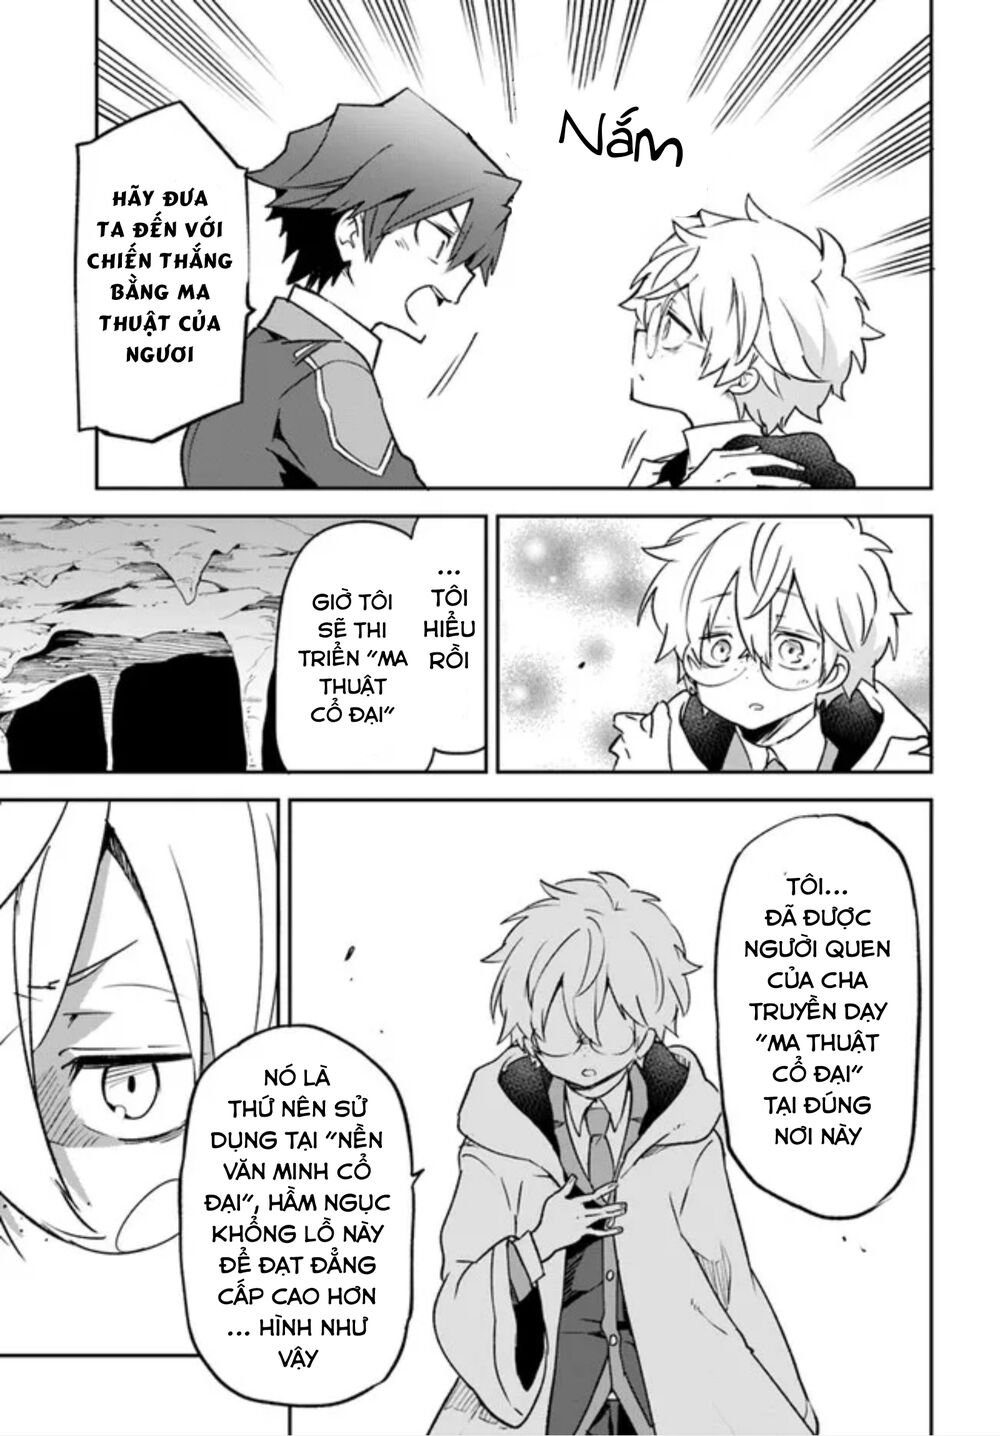 Nắm
HÃY ĐƯA
TA ĐẾN VỚI
CHIẾN THẮNG
BẰNG MA
THUẬT CỦA
NGƯƠI
...
TÔI
HIỂU
RỒI
GIỜ TÔI
SẼ THI
TRIỂN "MA
THUẬT
CỔ ĐẠI"
TÔI...
ĐÃ ĐƯỢC
NGƯỜI QUEN
CỦA CHA
TRUYỀN DẠY
"MA THUẬT
CỔ ĐẠI"
TẠI ĐÚNG
NƠI NÀY
NÓ LÀ
THỨ NÊN SỬ
DỤNG TẠI "NỀN
VĂN MINH CỔ
ĐẠI", HẦM NGỤC
KHỔNG LỒ NÀY
ĐỂ ĐẠT ĐẲNG
CẤP CAO HƠN
... HÌNH NHƯ
VẬY